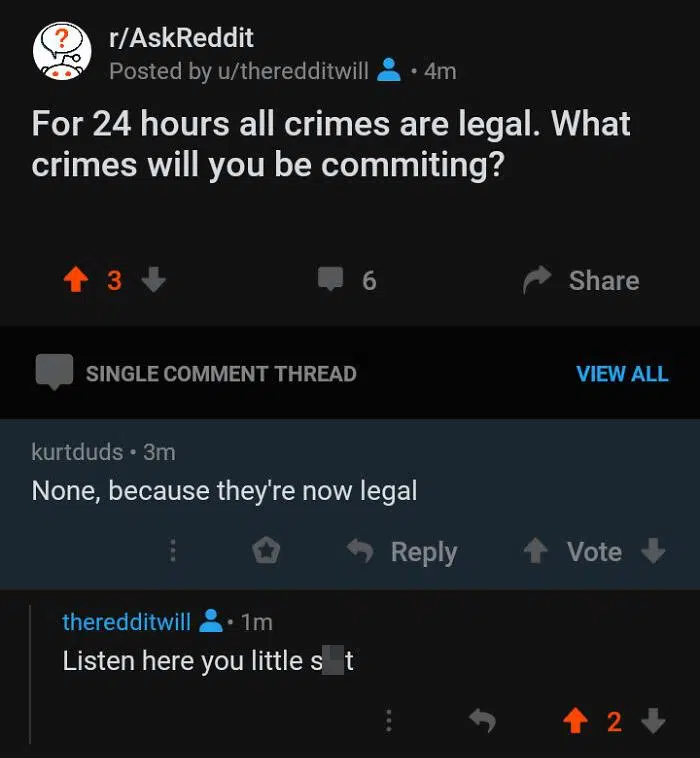 r/AskReddit
Posted by u/theredditwill • 4m
For 24 hours all crimes are legal. What
crimes will you be commiting?
3 6 Share
SINGLE COMMENT THREAD VIEW ALL
kurtduds • 3m
None, because they're now legal
Reply Vote
theredditwill • 1m
Listen here you little s t
2